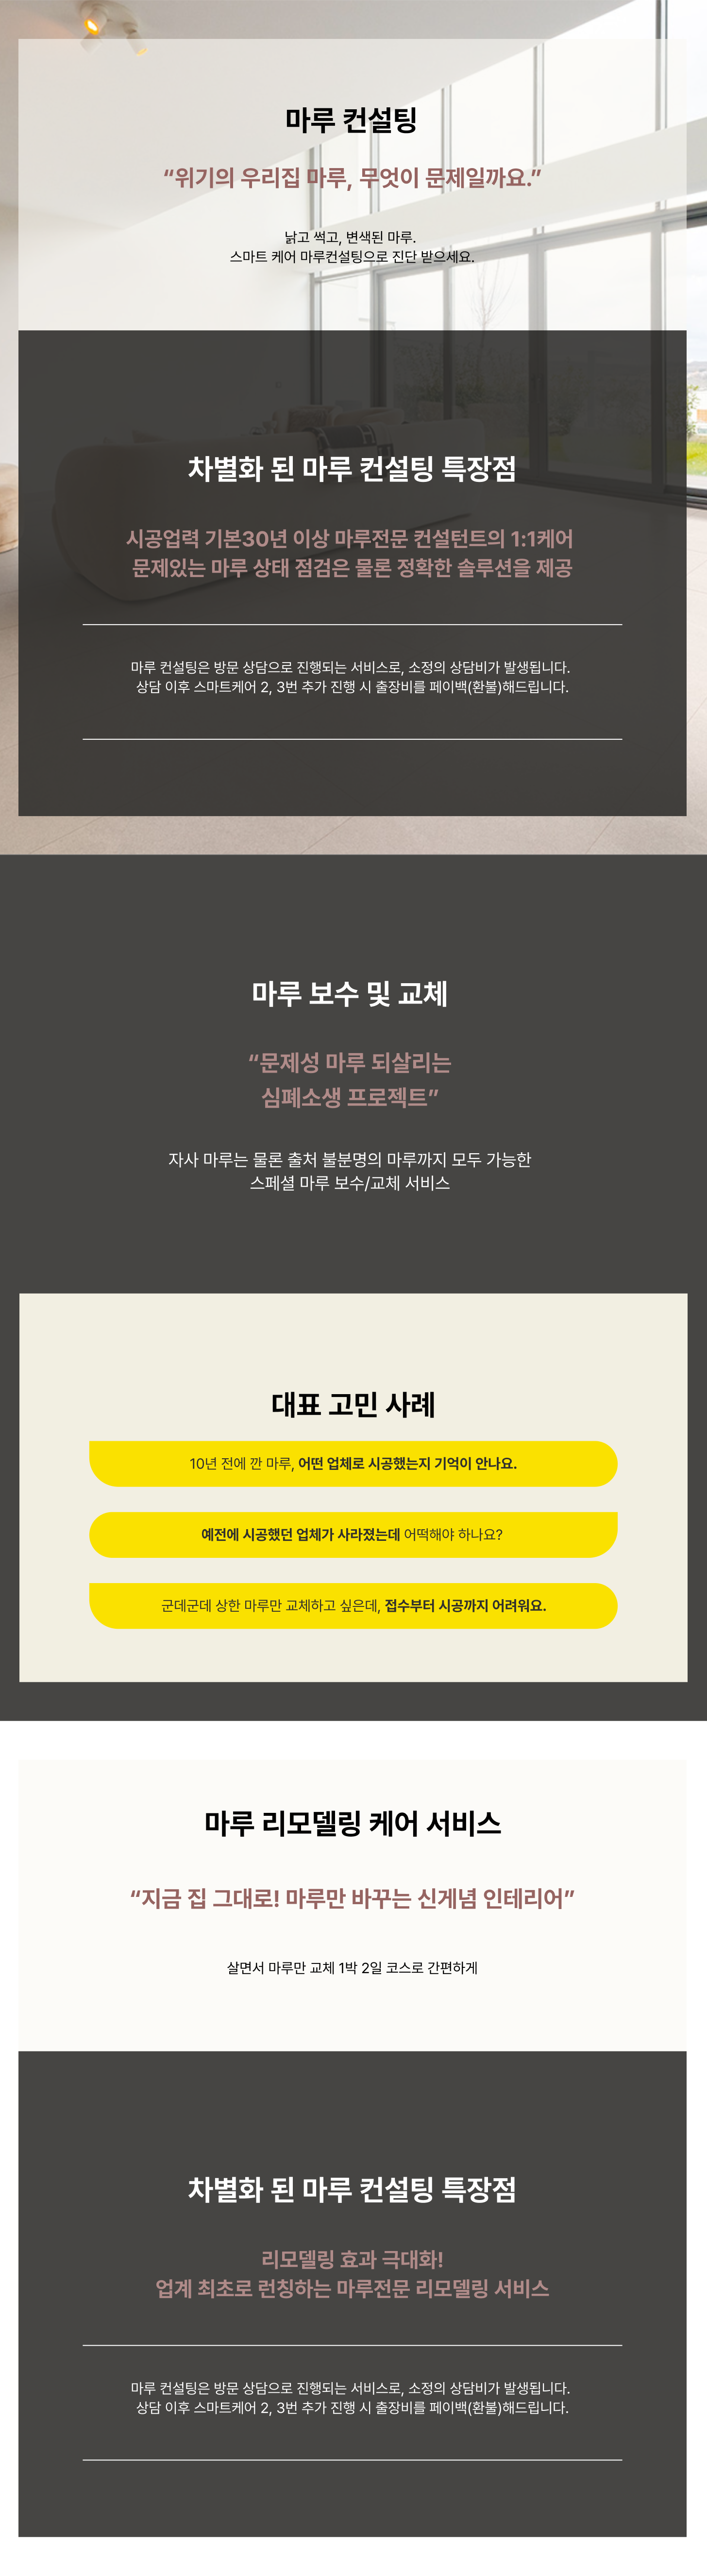 마루 컨설팅
“위기의 우리집 마루, 무엇이 문제일까요.”
낡고 썩고, 변색된 마루.
스마트 케어 마루컨설팅으로 진단 받으세요.
차별화 된 마루 컨설팅 특장점
시공업력 기본30년 이상 마루전문 컨설턴트의 1:1케어
문제있는 마루 상태 점검은 물론 정확한 솔루션을 제공
마루 컨설팅은 방문 상담으로 진행되는 서비스로, 소정의 상담비가 발생됩니다.
상담 이후 스마트케어 2, 3번 추가 진행 시 출장비를 페이백(환불)해드립니다.
마루 보수 및 교체
“문제성 마루 되살리는
심폐소생 프로젝트”
자사 마루는 물론 출처 불분명의 마루까지 모두 가능한
스페셜 마루 보수/교체 서비스
대표 고민 사례
10년 전에 깐 마루, 어떤 업체로 시공했는지 기억이 안나요.
예전에 시공했던 업체가 사라졌는데 어떡해야 하나요?
군데군데 상한 마루만 교체하고 싶은데, 접수부터 시공까지 어려워요.
마루 리모델링 케어 서비스
“지금 집 그대로! 마루만 바꾸는 신게념 인테리어”
살면서 마루만 교체 1박 2일 코스로 간편하게
차별화 된 마루 컨설팅 특장점
리모델링 효과 극대화!
업계 최초로 런칭하는 마루전문 리모델링 서비스
마루 컨설팅은 방문 상담으로 진행되는 서비스로, 소정의 상담비가 발생됩니다.
상담 이후 스마트케어 2, 3번 추가 진행 시 출장비를 페이백(환불)해드립니다.